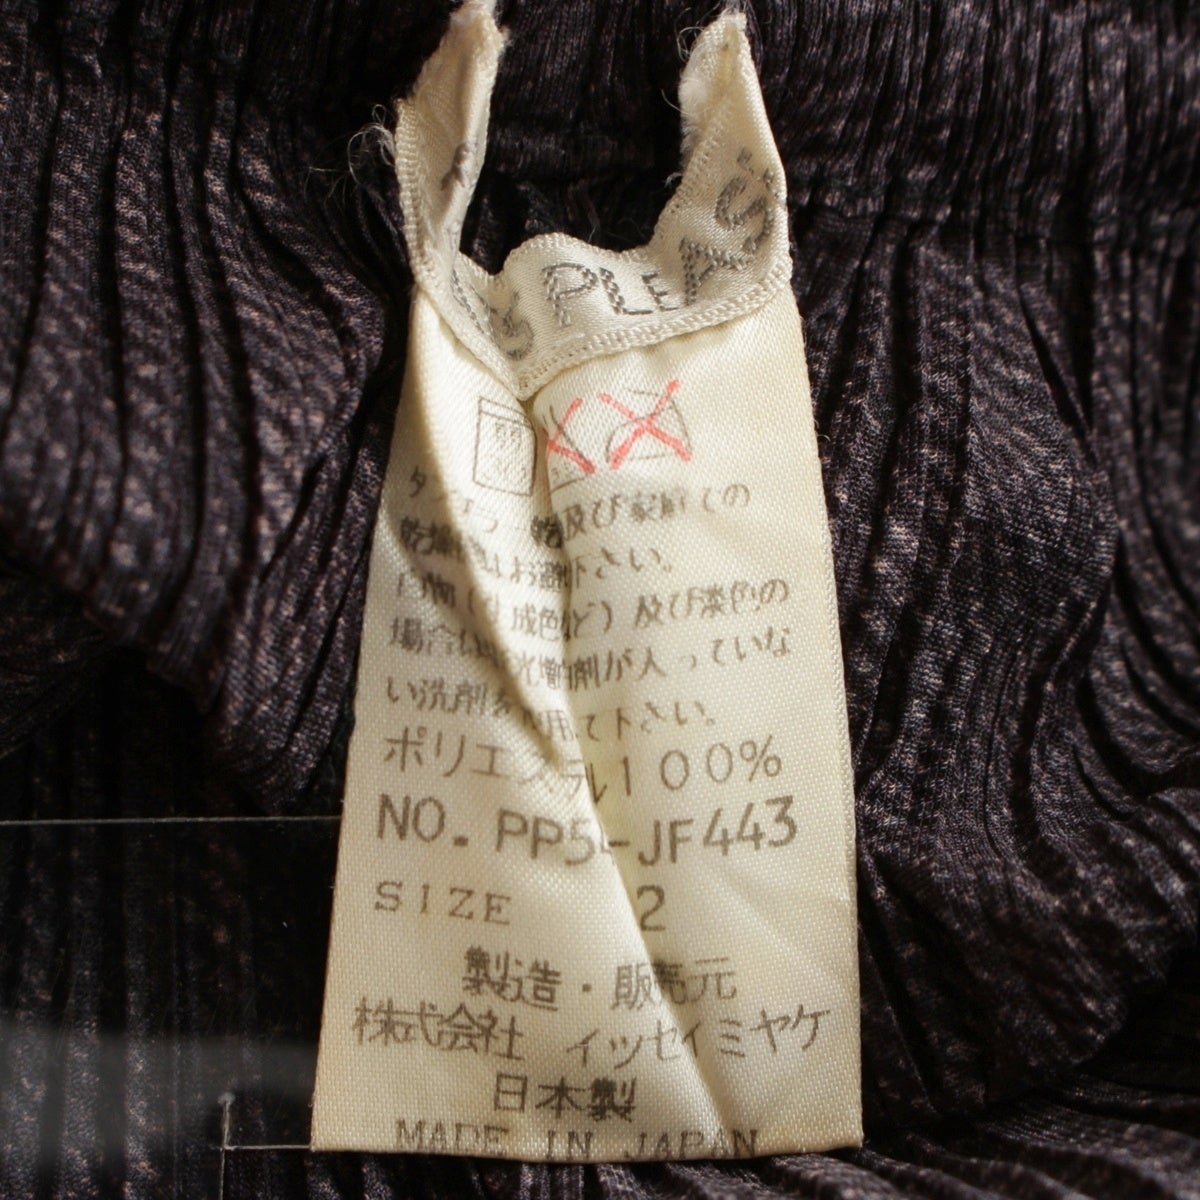 PLEAS
タンブラー乾燥及び家庭での
乾燥機はお避け下さい。
白物(生成色など)及び淡色の
場合は蛍光増白剤が入っていな
い洗剤を使用して下さい。
ポリエステル100%
NO. PP54-JF443
SIZE 2
製造・販売元
株式会社 イッセイミヤケ
日本製
MADE IN JAPAN